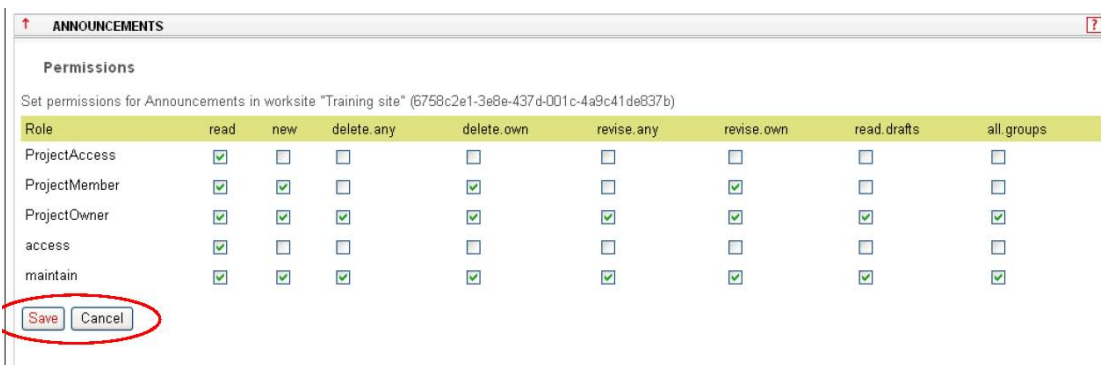 ANNOUNCEMENTS ?
Permissions
Set permissions for Announcements in worksite "Training site" (6758c2e1-3e8e-437d-001c-4a9c41de837b)
Role read new delete.any delete.own revise.any revise.own read.drafts all.groups
ProjectAccess
ProjectMember
ProjectOwner
access
maintain
Save Cancel